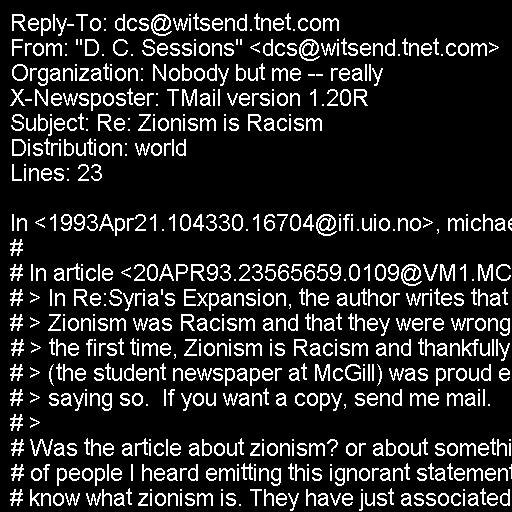 Reply-To: dcs@witsend.tnet.com
From: "D. C. Sessions" <dcs@witsend.tnet.com>
Organization: Nobody but me -- really
X-Newsposter: TMail version 1.20R
Subject: Re: Zionism is Racism
Distribution: world
Lines: 23

In <1993Apr21.104330.16704@ifi.uio.no>, michae
#
# In article <20APR93.23565659.0109@VM1.MC
# > In Re:Syria's Expansion, the author writes that
# > Zionism was Racism and that they were wrong
# > the first time, Zionism is Racism and thankfully
# > (the student newspaper at McGill) was proud e
# > saying so.  If you want a copy, send me mail.
# >
# Was the article about zionism? or about somethi
# of people I heard emitting this ignorant statement
# know what zionism is. They have just associated